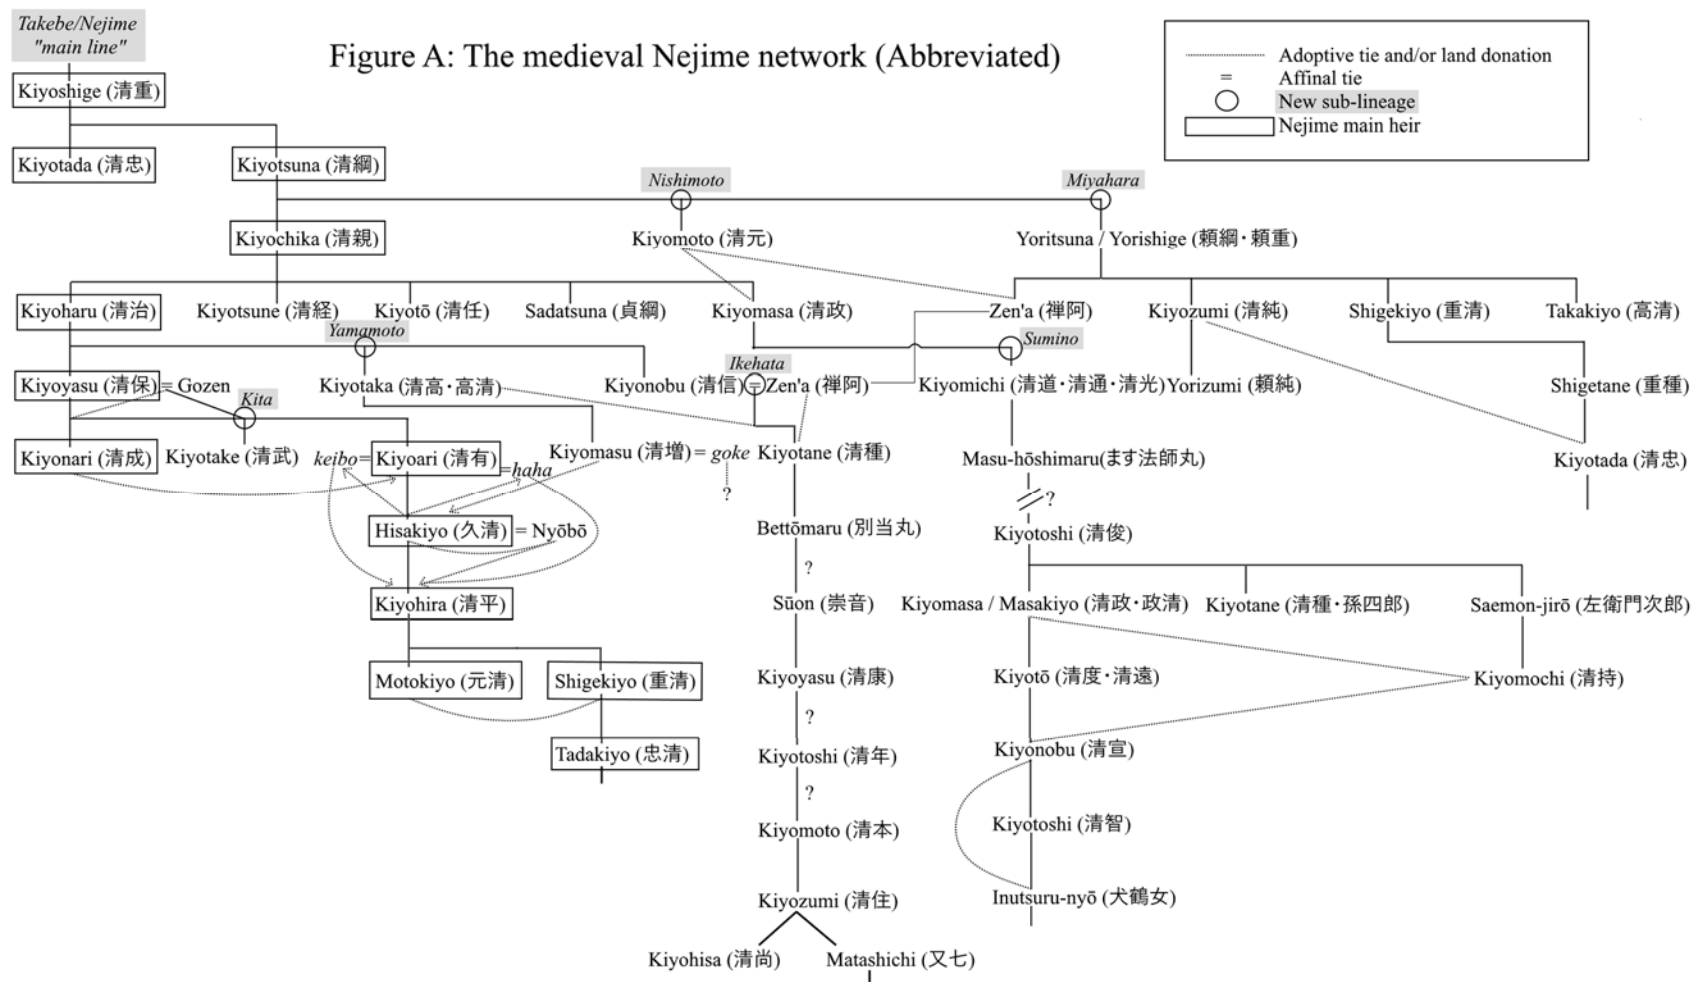 Takebe/Nejime
"main line"
Figure A: The medieval Nejime network (Abbreviated)
Adoptive tie and/or land donation
= Affinal tie
New sub-lineage
Nejime main heir
Kiyoshige (清重)
Kiyotada (清忠)
Kiyotsuna (清綱)
Nishimoto
Miyahara
Kiyochika (清親)
Kiyomoto (清元)
Yoritsuna / Yorishige (頼綱・頼重)
Kiyoharu (清治)
Kiyotsune (清経)
Kiyotō (清任)
Sadatsuna (貞綱)
Kiyomasa (清政)
Zen'a (禅阿)
Kiyozumi (清純)
Shigekiyo (重清)
Takakiyo (高清)
Yamamoto
Sumino
Ikehata
Kiyoyasu (清保) = Gozen
Kiyotaka (清高・高清)
Kiyonobu (清信) = Zen'a (禅阿)
Kiyomichi (清道・清通・清光)
Yorizumi (頼純)
Shigetane (重種)
Kita
Kiyonari (清成)
Kiyotake (清武)
keibo = Kiyoari (清有) = haha
Kiyomasu (清増) = goke
Kiyotane (清種)
Masu-hōshimaru(ます法師丸)
Kiyotada (清忠)
?
?
Hisakiyo (久清) = Nyōbō
Bettōmaru (別当丸)
Kiyotoshi (清俊)
?
Kiyohira (清平)
Sūon (崇音)
Kiyomasa / Masakiyo (清政・政清)
Kiyotane (清種・孫四郎)
Saemon-jirō (左衛門次郎)
Motokiyo (元清)
Shigekiyo (重清)
Kiyoyasu (清康)
Kiyotō (清度・清遠)
Kiyomochi (清持)
?
Tadakiyo (忠清)
Kiyotoshi (清年)
Kiyonobu (清宣)
?
Kiyomoto (清本)
Kiyotoshi (清智)
Kiyozumi (清住)
Inutsuru-nyō (犬鶴女)
Kiyohisa (清尚)
Matashichi (又七)